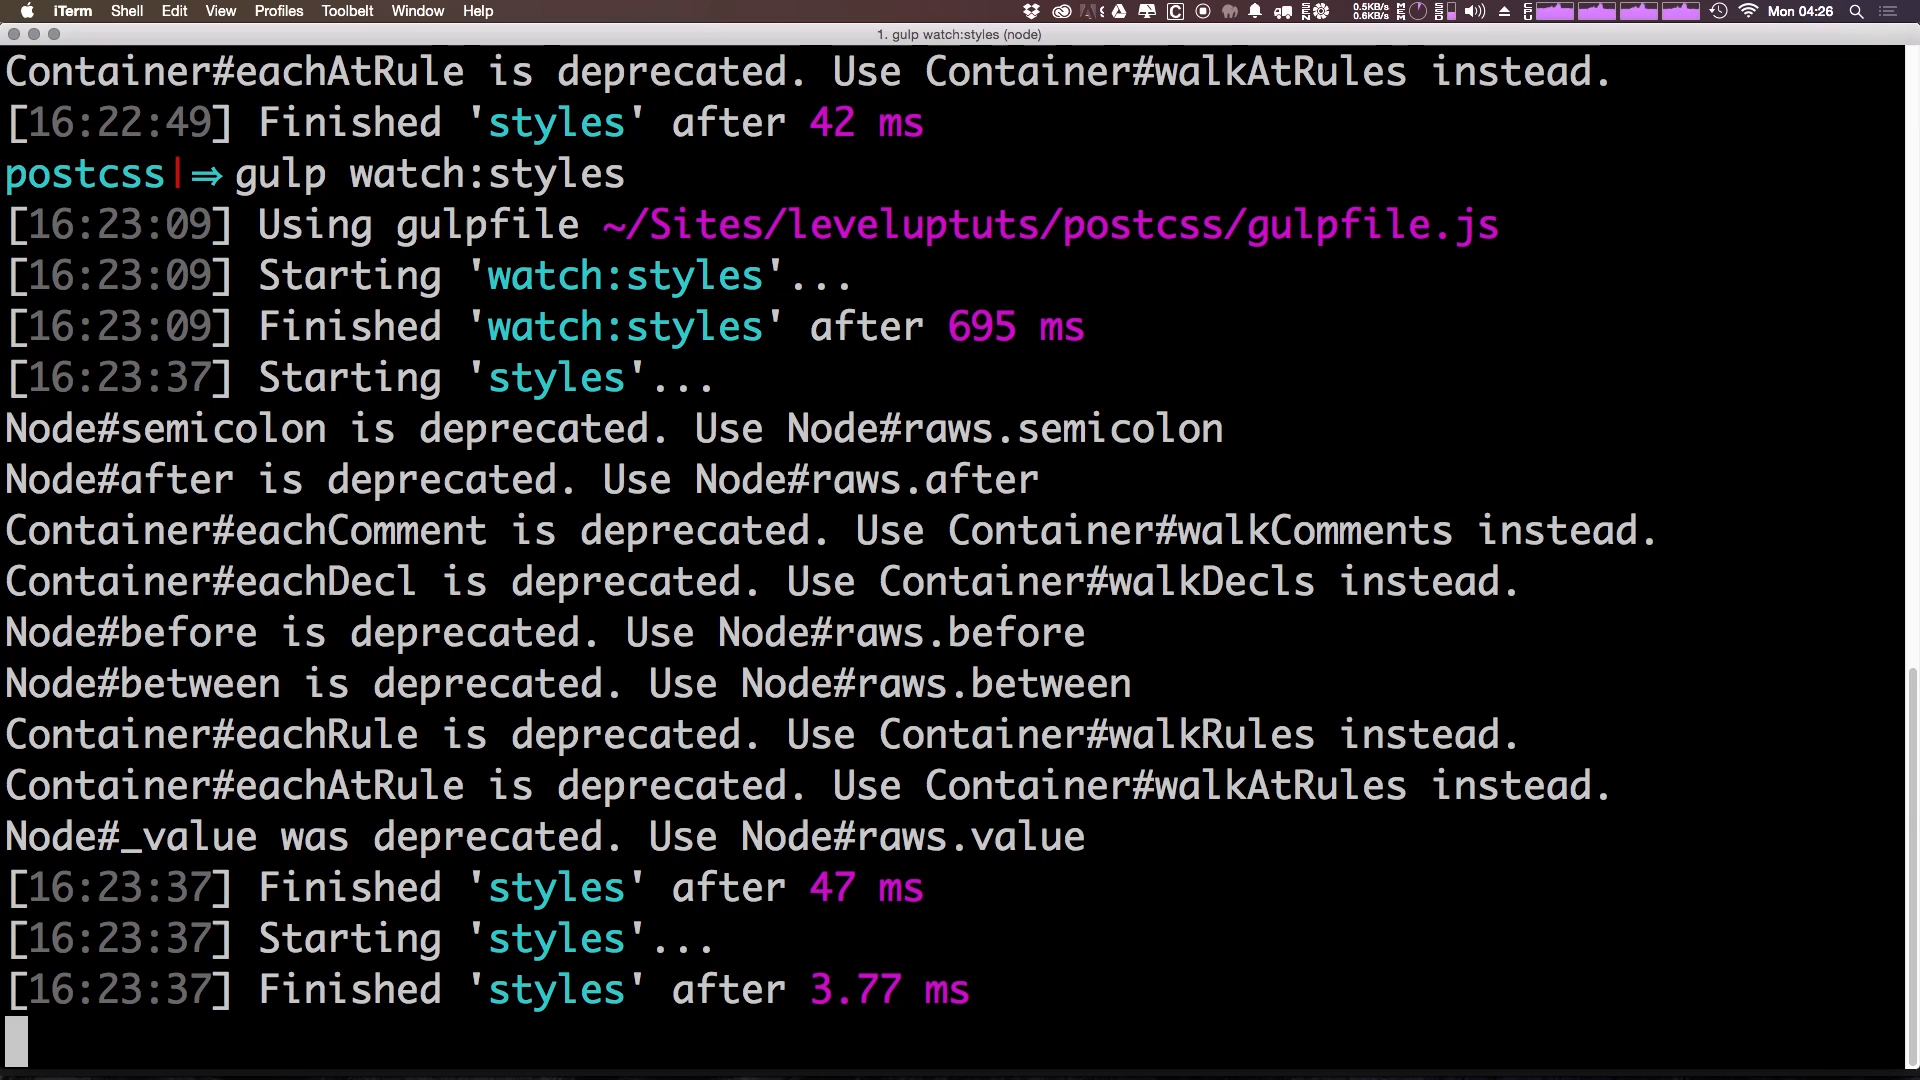 iTerm Shell Edit View Profiles Toolbelt Window Help 0.5KB/s 0.6KB/s Mon 04:26
1. gulp watch:styles (node)
Container#eachAtRule is deprecated. Use Container#walkAtRules instead.
[16:22:49] Finished 'styles' after 42 ms
postcss|⇒ gulp watch:styles
[16:23:09] Using gulpfile ~/Sites/leveluptuts/postcss/gulpfile.js
[16:23:09] Starting 'watch:styles'...
[16:23:09] Finished 'watch:styles' after 695 ms
[16:23:37] Starting 'styles'...
Node#semicolon is deprecated. Use Node#raws.semicolon
Node#after is deprecated. Use Node#raws.after
Container#eachComment is deprecated. Use Container#walkComments instead.
Container#eachDecl is deprecated. Use Container#walkDecls instead.
Node#before is deprecated. Use Node#raws.before
Node#between is deprecated. Use Node#raws.between
Container#eachRule is deprecated. Use Container#walkRules instead.
Container#eachAtRule is deprecated. Use Container#walkAtRules instead.
Node#_value was deprecated. Use Node#raws.value
[16:23:37] Finished 'styles' after 47 ms
[16:23:37] Starting 'styles'...
[16:23:37] Finished 'styles' after 3.77 ms